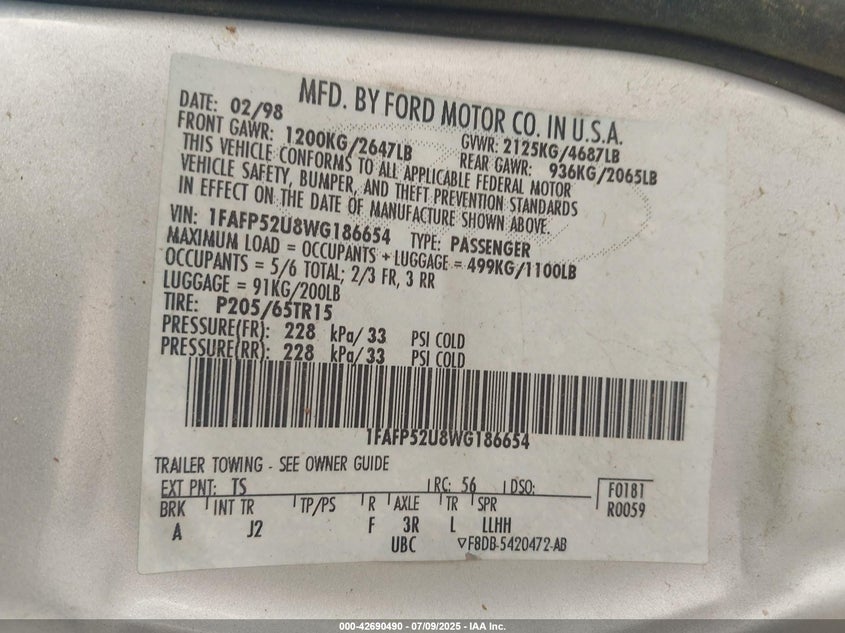 MFD. BY FORD MOTOR CO. IN U.S.A.
DATE: 02/98 GVWR: 2125KG/4687LB
FRONT GAWR: 1200KG/2647LB REAR GAWR: 936KG/2065LB
THIS VEHICLE CONFORMS TO ALL APPLICABLE FEDERAL MOTOR
VEHICLE SAFETY, BUMPER, AND THEFT PREVENTION STANDARDS
IN EFFECT ON THE DATE OF MANUFACTURE SHOWN ABOVE.
VIN: 1FAFP52U8WG186654 TYPE: PASSENGER
MAXIMUM LOAD = OCCUPANTS + LUGGAGE = 499KG/1100LB
OCCUPANTS = 5/6 TOTAL; 2/3 FR, 3 RR
LUGGAGE = 91KG/200LB
TIRE: P205/65TR15
PRESSURE(FR): 228 kPa/ 33 PSI COLD
PRESSURE(RR): 228 kPa/ 33 PSI COLD
1FAFP52U8WG186654
TRAILER TOWING - SEE OWNER GUIDE
EXT PNT: TS RC: 56 DSO: F0181
BRK INT TR TP/PS R AXLE TR SPR R0059
A J2 F 3R L LLHH
UBC ▽F8DB-5420472-AB
000-42690490 - 07/09/2025 - IAA Inc.